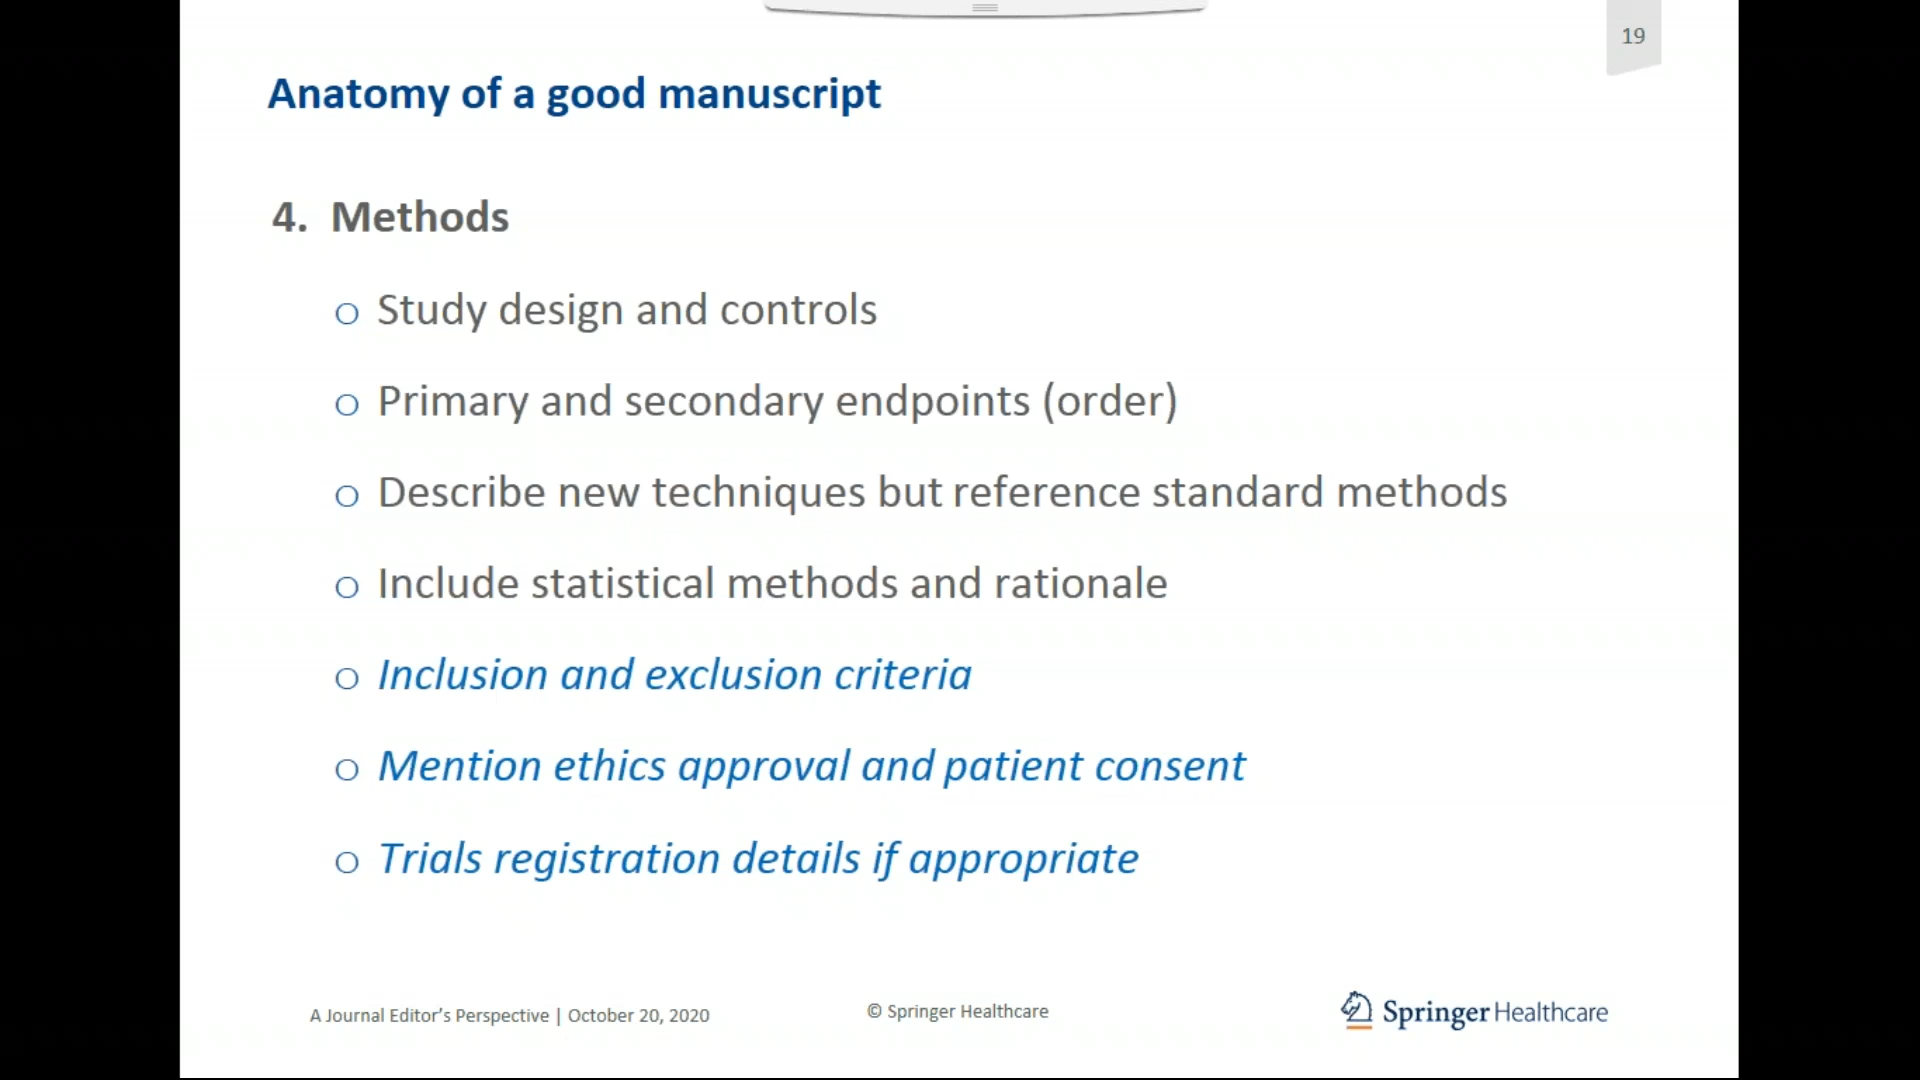 19
Anatomy of a good manuscript
4. Methods
o Study design and controls
o Primary and secondary endpoints (order)
o Describe new techniques but reference standard methods
o Include statistical methods and rationale
o Inclusion and exclusion criteria
o Mention ethics approval and patient consent
o Trials registration details if appropriate
A Journal Editor’s Perspective | October 20, 2020
© Springer Healthcare
Springer Healthcare